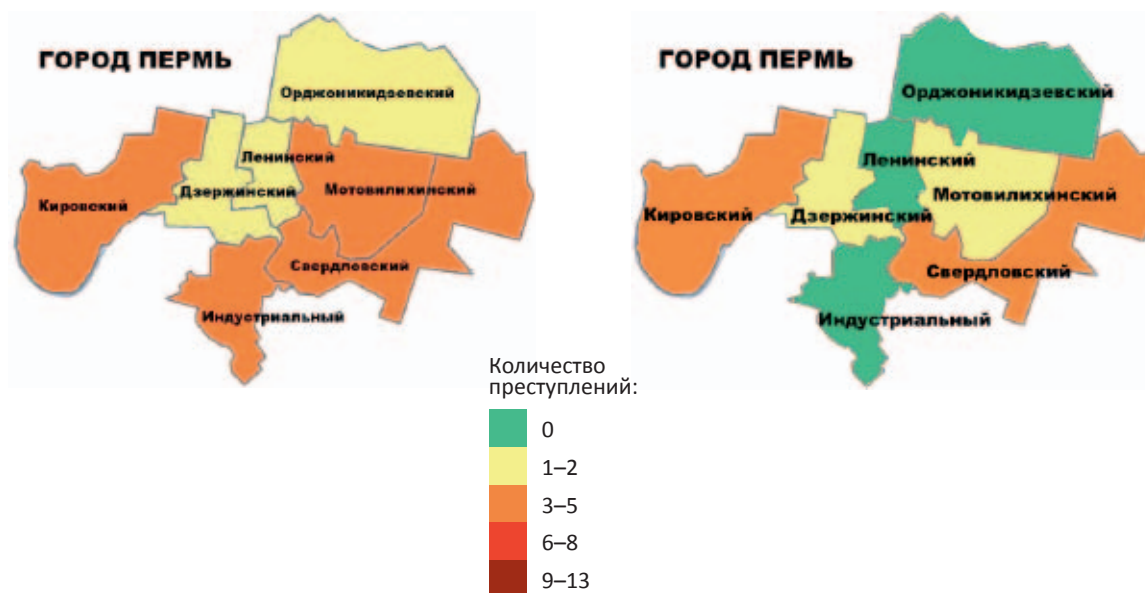 ГОРОД ПЕРМЬ
Орджоникидзевский
Ленинский
Мотовилихинский
Дзержинский
Кировский
Свердловский
Индустриальный
ГОРОД ПЕРМЬ
Орджоникидзевский
Ленинский
Мотовилихинский
Кировский
Дзержинский
Свердловский
Индустриальный
Количество
преступлений:
0
1–2
3–5
6–8
9–13